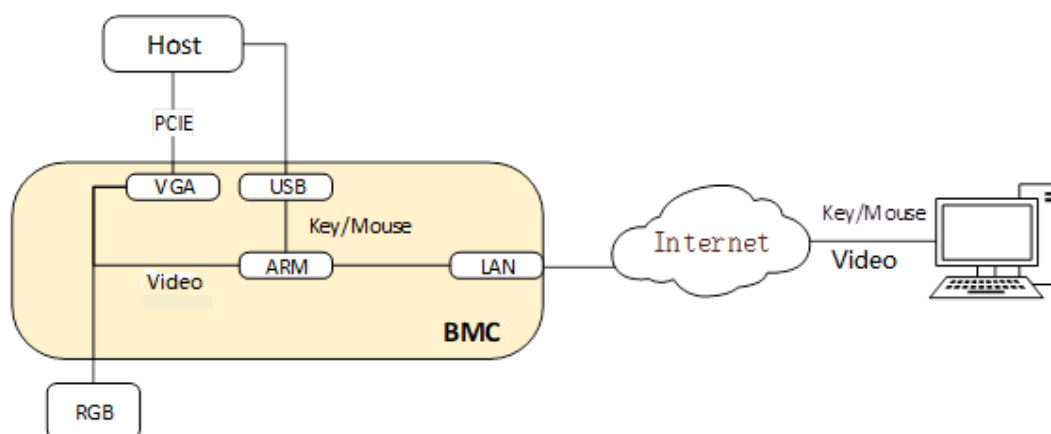 Host
PCIE
VGA
USB
Key/Mouse
Video
ARM
LAN
BMC
RGB
Internet
Key/Mouse
Video